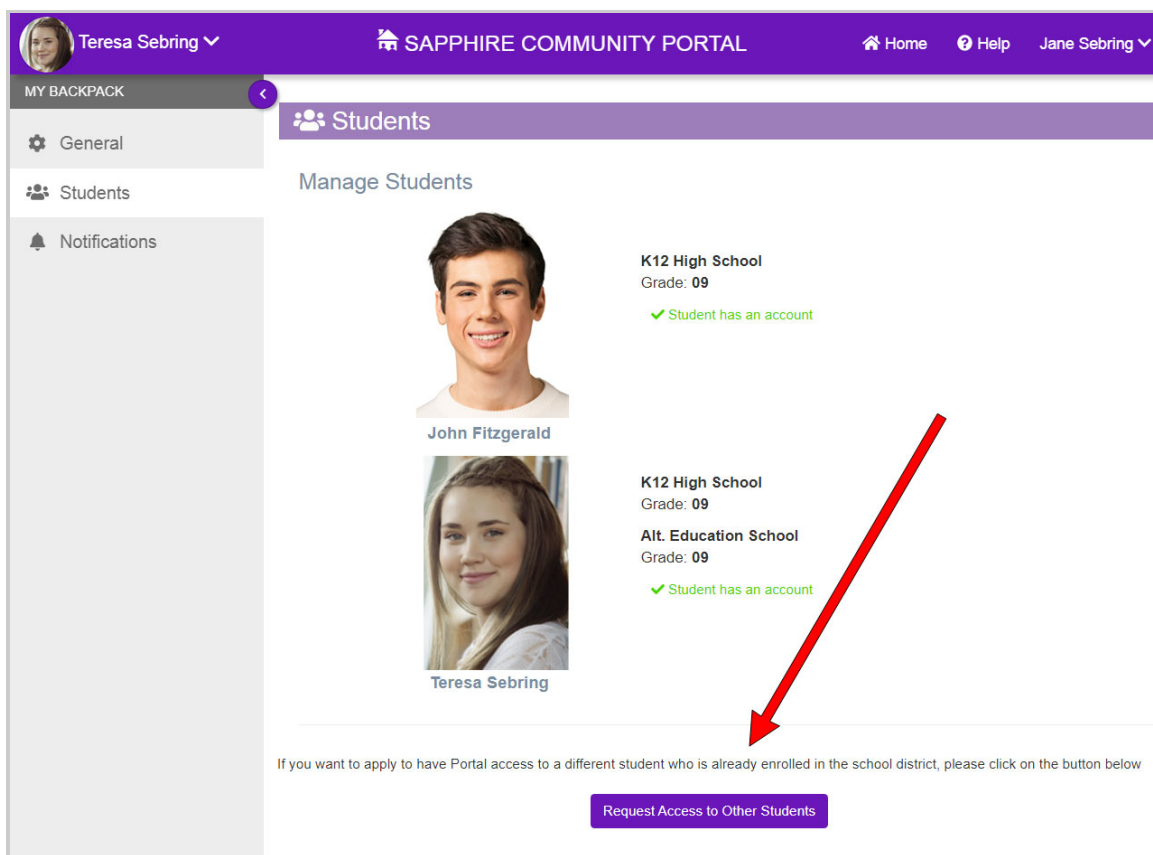 Teresa Sebring
SAPPHIRE COMMUNITY PORTAL
Home
Help
Jane Sebring
MY BACKPACK
General
Students
Notifications
Students
Manage Students
K12 High School
Grade: 09
Student has an account
John Fitzgerald
K12 High School
Grade: 09
Alt. Education School
Grade: 09
Student has an account
Teresa Sebring
If you want to apply to have Portal access to a different student who is already enrolled in the school district, please click on the button below
Request Access to Other Students